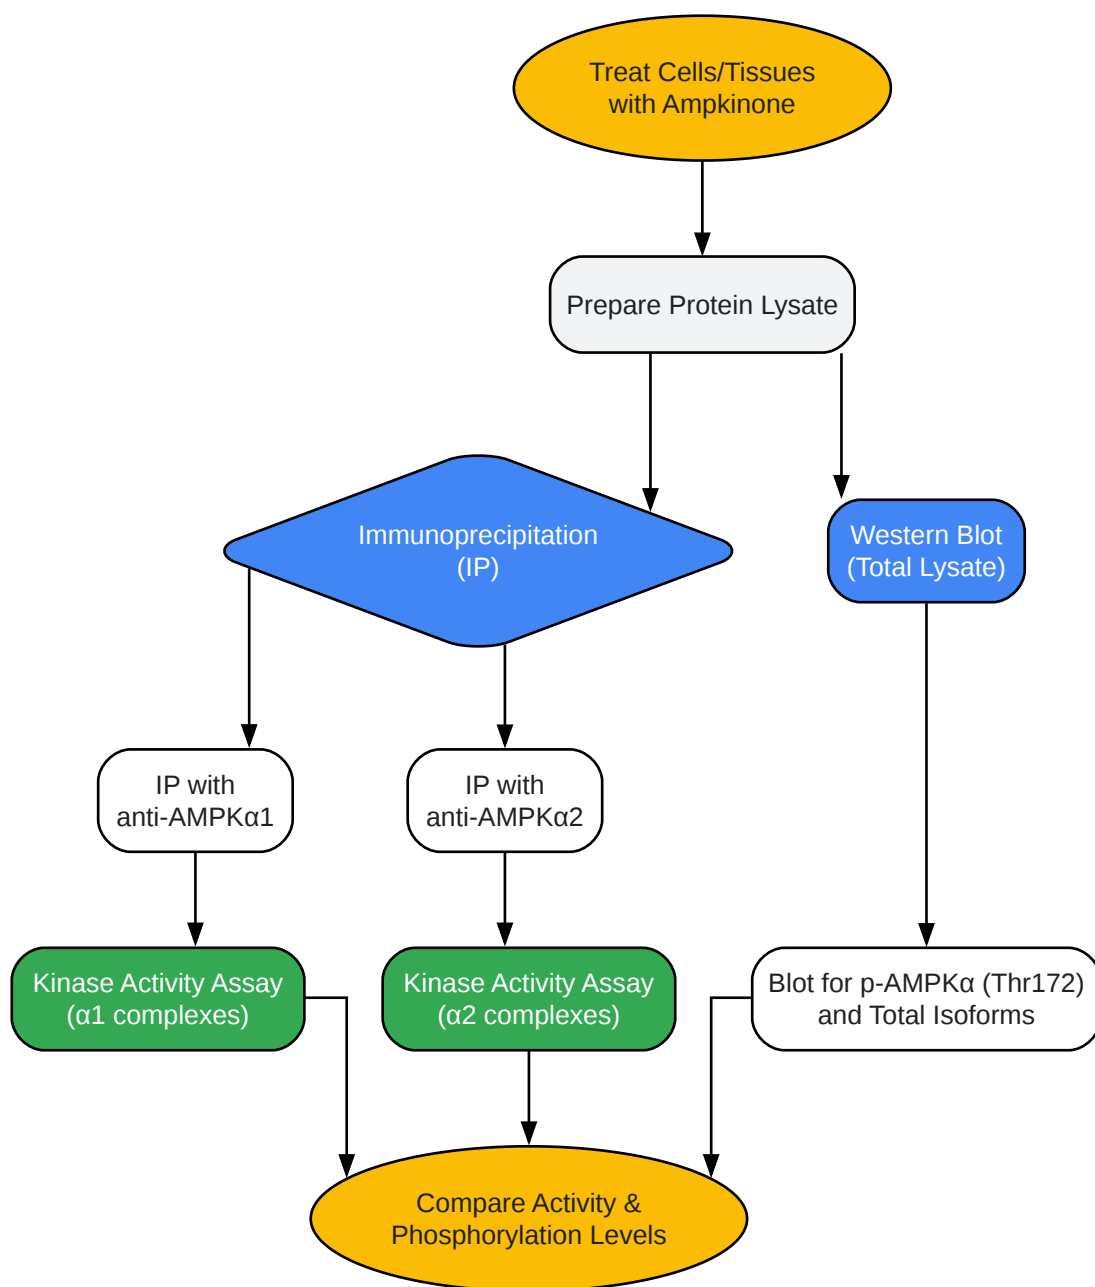 Treat Cells/Tissues
with Ampkinone
Prepare Protein Lysate
Immunoprecipitation
(IP)
Western Blot
(Total Lysate)
IP with
anti-AMPKα1
IP with
anti-AMPKα2
Kinase Activity Assay
(α1 complexes)
Kinase Activity Assay
(α2 complexes)
Blot for p-AMPKα (Thr172)
and Total Isoforms
Compare Activity &
Phosphorylation Levels